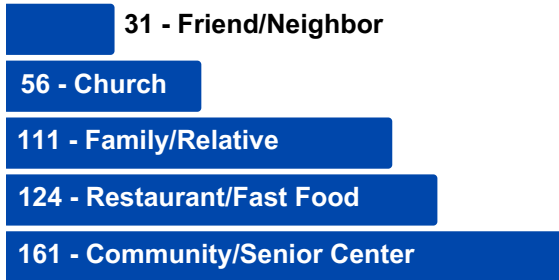 31 - Friend/Neighbor
56 - Church
111 - Family/Relative
124 - Restaurant/Fast Food
161 - Community/Senior Center